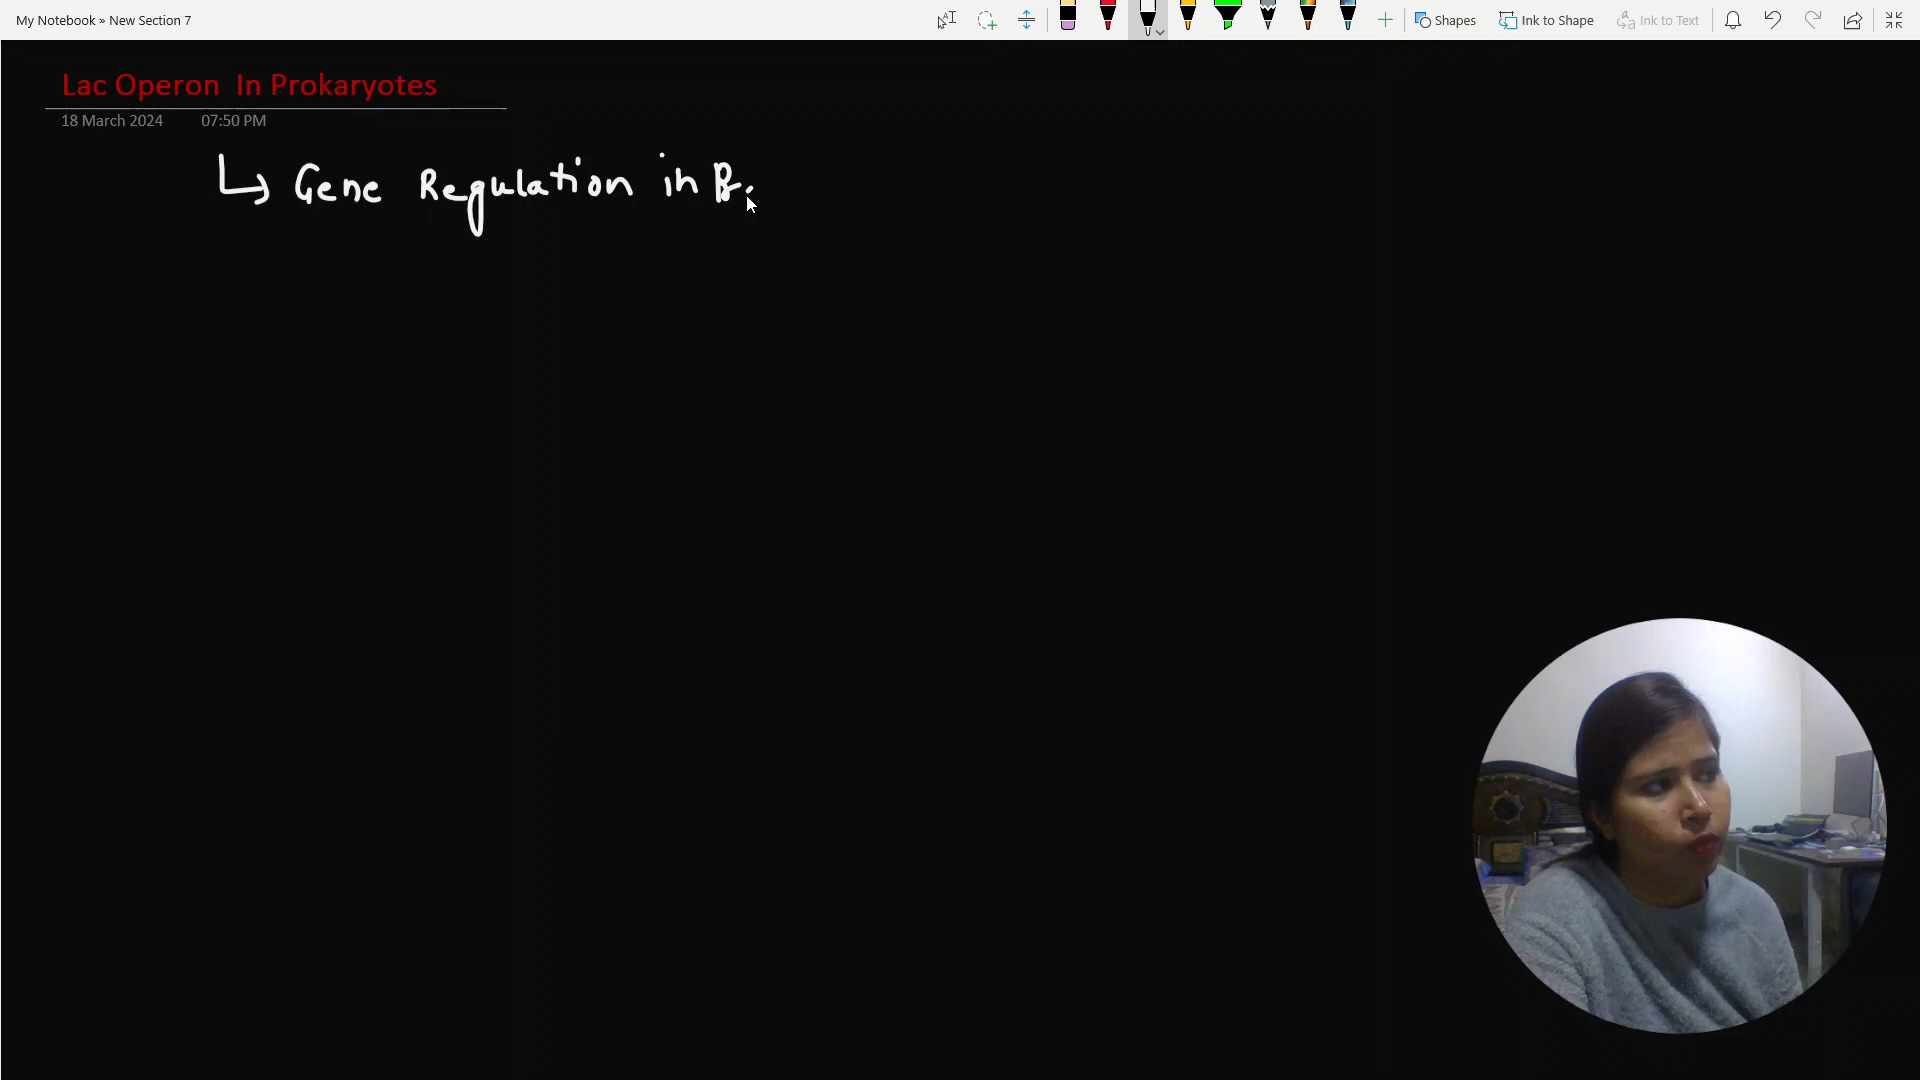 My Notebook » New Section 7
Shapes Ink to Shape Ink to Text
Lac Operon In Prokaryotes
18 March 2024 07:50 PM
Gene Regulation in